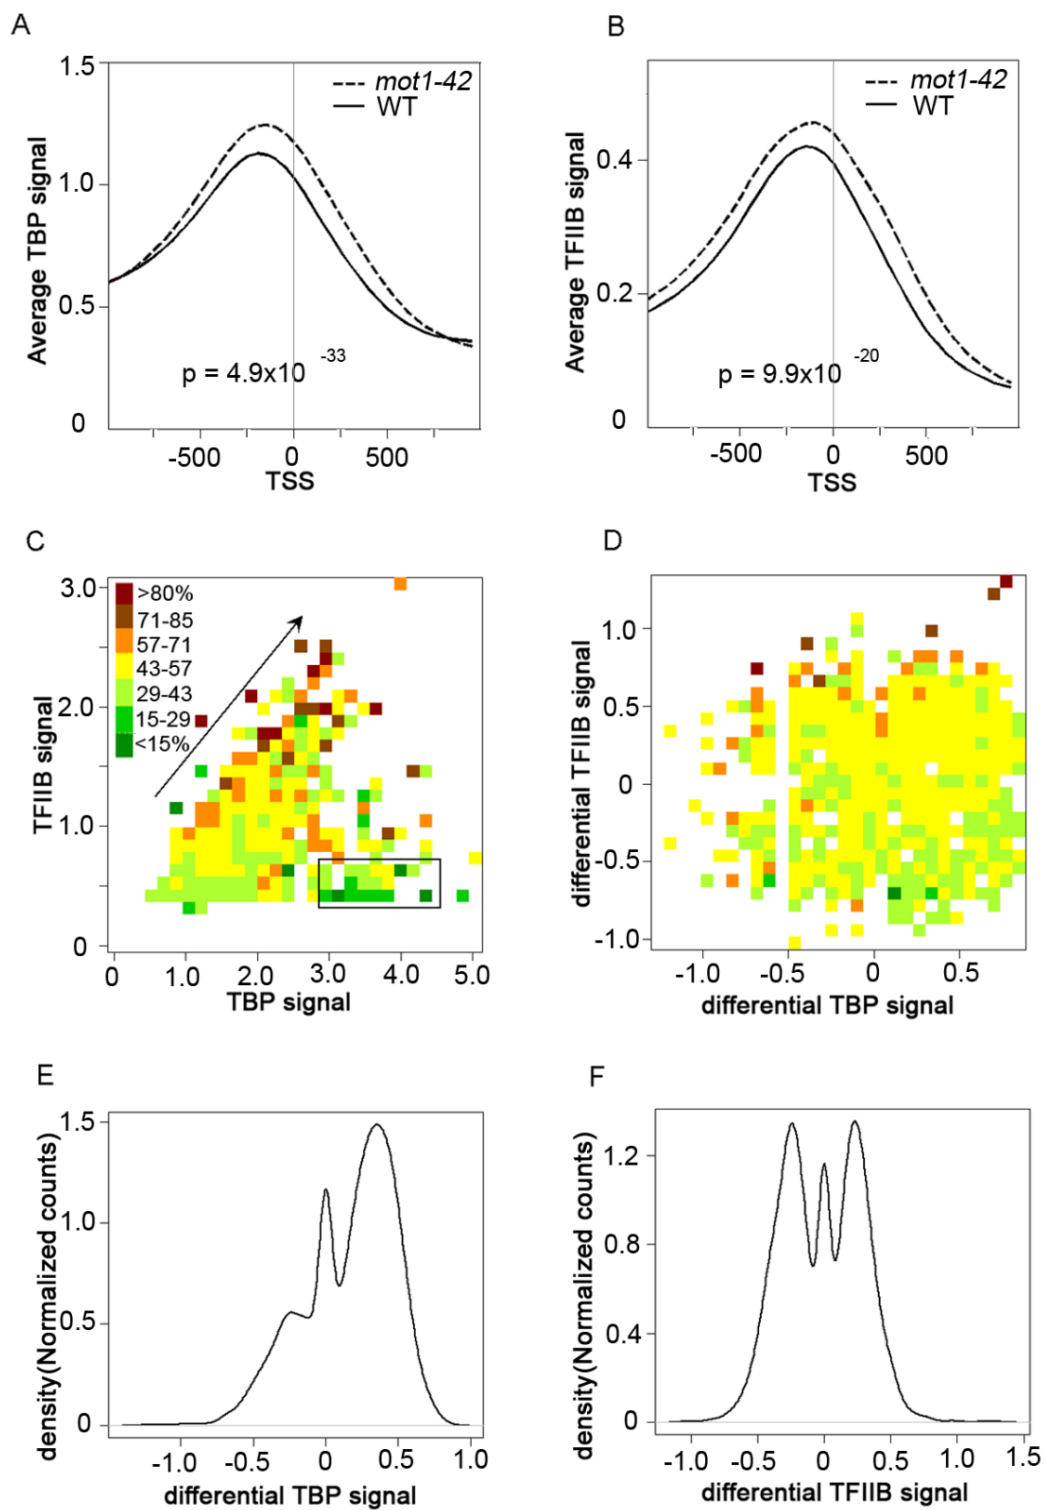 A
1.5
1.0
0.5
0
Average TBP signal
mot1-42
WT
p = 4.9x10 -33
-500 0 500
TSS
B
0.4
0.2
0
Average TFIIB signal
mot1-42
WT
p = 9.9x10 -20
-500 0 500
TSS
C
3.0
2.0
1.0
0
TFIIB signal
>80%
71-85
57-71
43-57
29-43
15-29
<15%
0 1.0 2.0 3.0 4.0 5.0
TBP signal
D
1.0
0.5
0
-0.5
-1.0
differential TFIIB signal
-1.0 -0.5 0 0.5
differential TBP signal
E
1.5
1.0
0.5
0
density(Normalized counts)
-1.0 -0.5 0 0.5 1.0
differential TBP signal
F
1.2
0.8
0.4
0
density(Normalized counts)
-1.0 -0.5 0 0.5 1.0 1.5
differential TFIIB signal